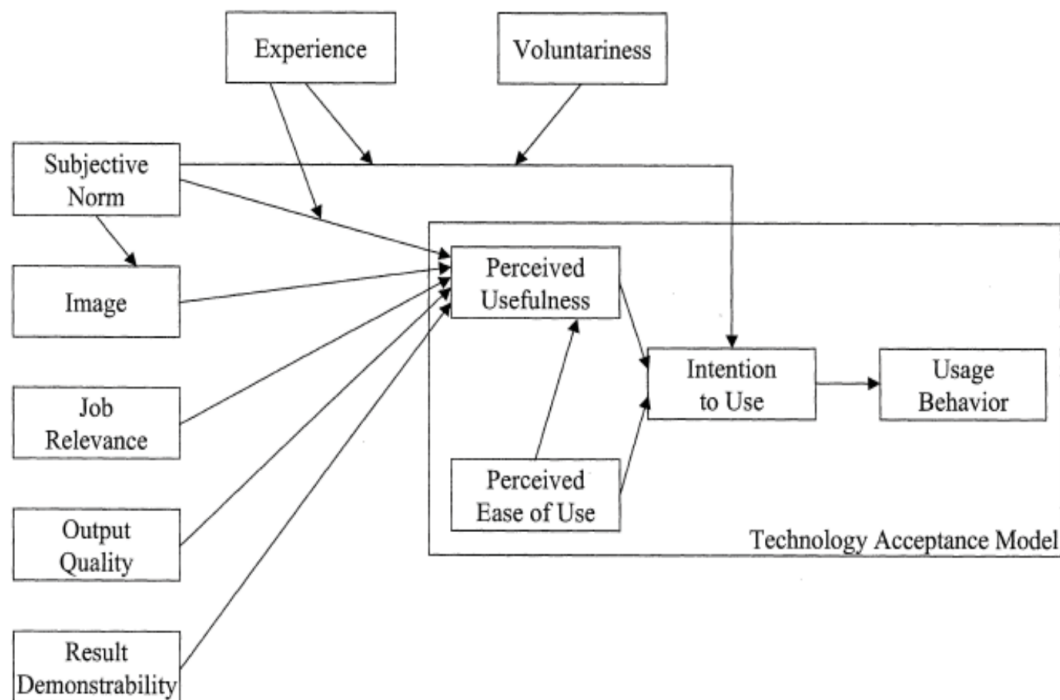 Experience
Voluntariness
Subjective
Norm
Image
Job
Relevance
Output
Quality
Result
Demonstrability
Perceived
Usefulness
Perceived
Ease of Use
Intention
to Use
Usage
Behavior
Technology Acceptance Model